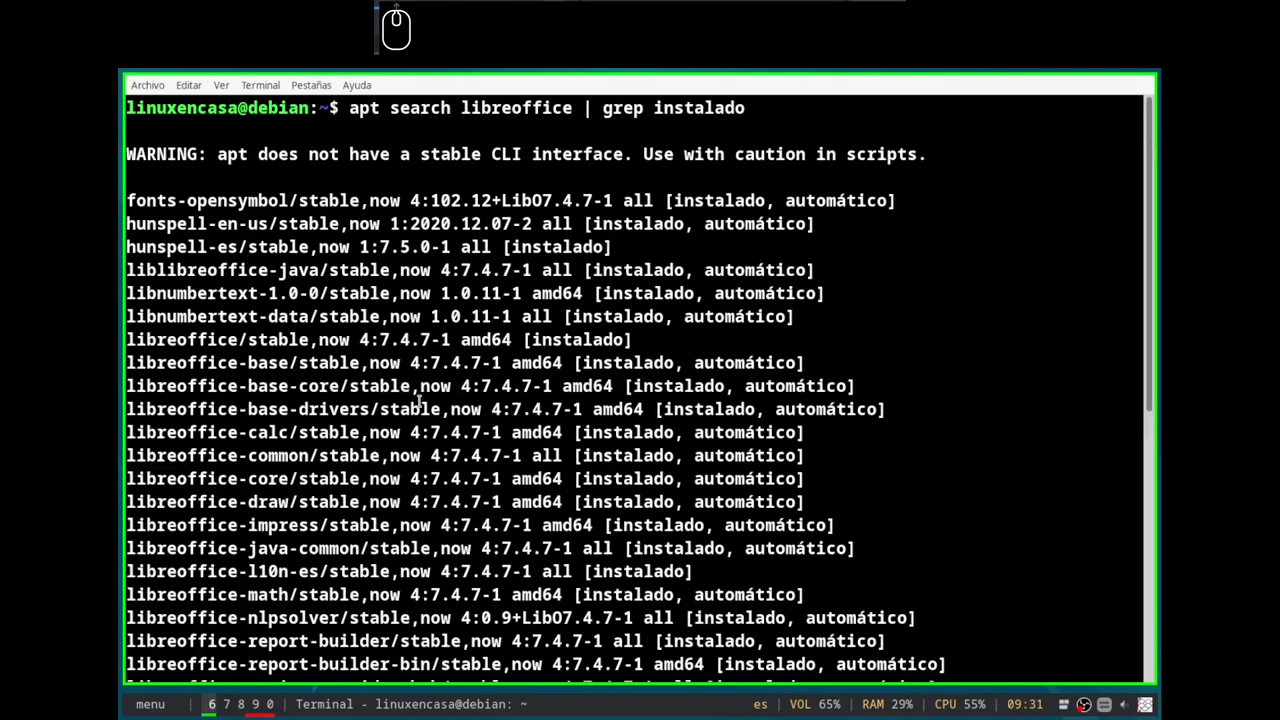 Archivo Editar Ver Terminal Pestañas Ayuda
linuxencasa@debian:~$ apt search libreoffice | grep instalado
WARNING: apt does not have a stable CLI interface. Use with caution in scripts.
fonts-opensymbol/stable,now 4:102.12+LibO7.4.7-1 all [instalado, automático]
hunspell-en-us/stable,now 1:2020.12.07-2 all [instalado, automático]
hunspell-es/stable,now 1:7.5.0-1 all [instalado]
liblibreoffice-java/stable,now 4:7.4.7-1 all [instalado, automático]
libnumbertext-1.0-0/stable,now 1.0.11-1 amd64 [instalado, automático]
libnumbertext-data/stable,now 1.0.11-1 all [instalado, automático]
libreoffice/stable,now 4:7.4.7-1 amd64 [instalado]
libreoffice-base/stable,now 4:7.4.7-1 amd64 [instalado, automático]
libreoffice-base-core/stable,now 4:7.4.7-1 amd64 [instalado, automático]
libreoffice-base-drivers/stable,now 4:7.4.7-1 amd64 [instalado, automático]
libreoffice-calc/stable,now 4:7.4.7-1 amd64 [instalado, automático]
libreoffice-common/stable,now 4:7.4.7-1 all [instalado, automático]
libreoffice-core/stable,now 4:7.4.7-1 amd64 [instalado, automático]
libreoffice-draw/stable,now 4:7.4.7-1 amd64 [instalado, automático]
libreoffice-impress/stable,now 4:7.4.7-1 amd64 [instalado, automático]
libreoffice-java-common/stable,now 4:7.4.7-1 all [instalado, automático]
libreoffice-l10n-es/stable,now 4:7.4.7-1 all [instalado]
libreoffice-math/stable,now 4:7.4.7-1 amd64 [instalado, automático]
libreoffice-nlpsolver/stable,now 4:0.9+LibO7.4.7-1 all [instalado, automático]
libreoffice-report-builder/stable,now 4:7.4.7-1 all [instalado, automático]
libreoffice-report-builder-bin/stable,now 4:7.4.7-1 amd64 [instalado, automático]
menu | 6 7 8 9 0 | Terminal - linuxencasa@debian: ~ es | VOL 65% | RAM 29% | CPU 55% | 09:31